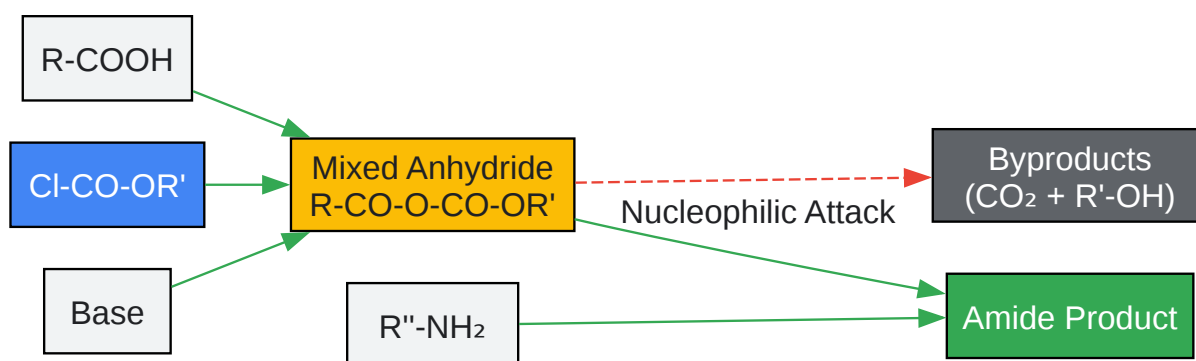 R-COOH
Cl-CO-OR'
Base
Mixed Anhydride
R-CO-O-CO-OR'
Nucleophilic Attack
R''-NH₂
Byproducts
(CO₂ + R'-OH)
Amide Product